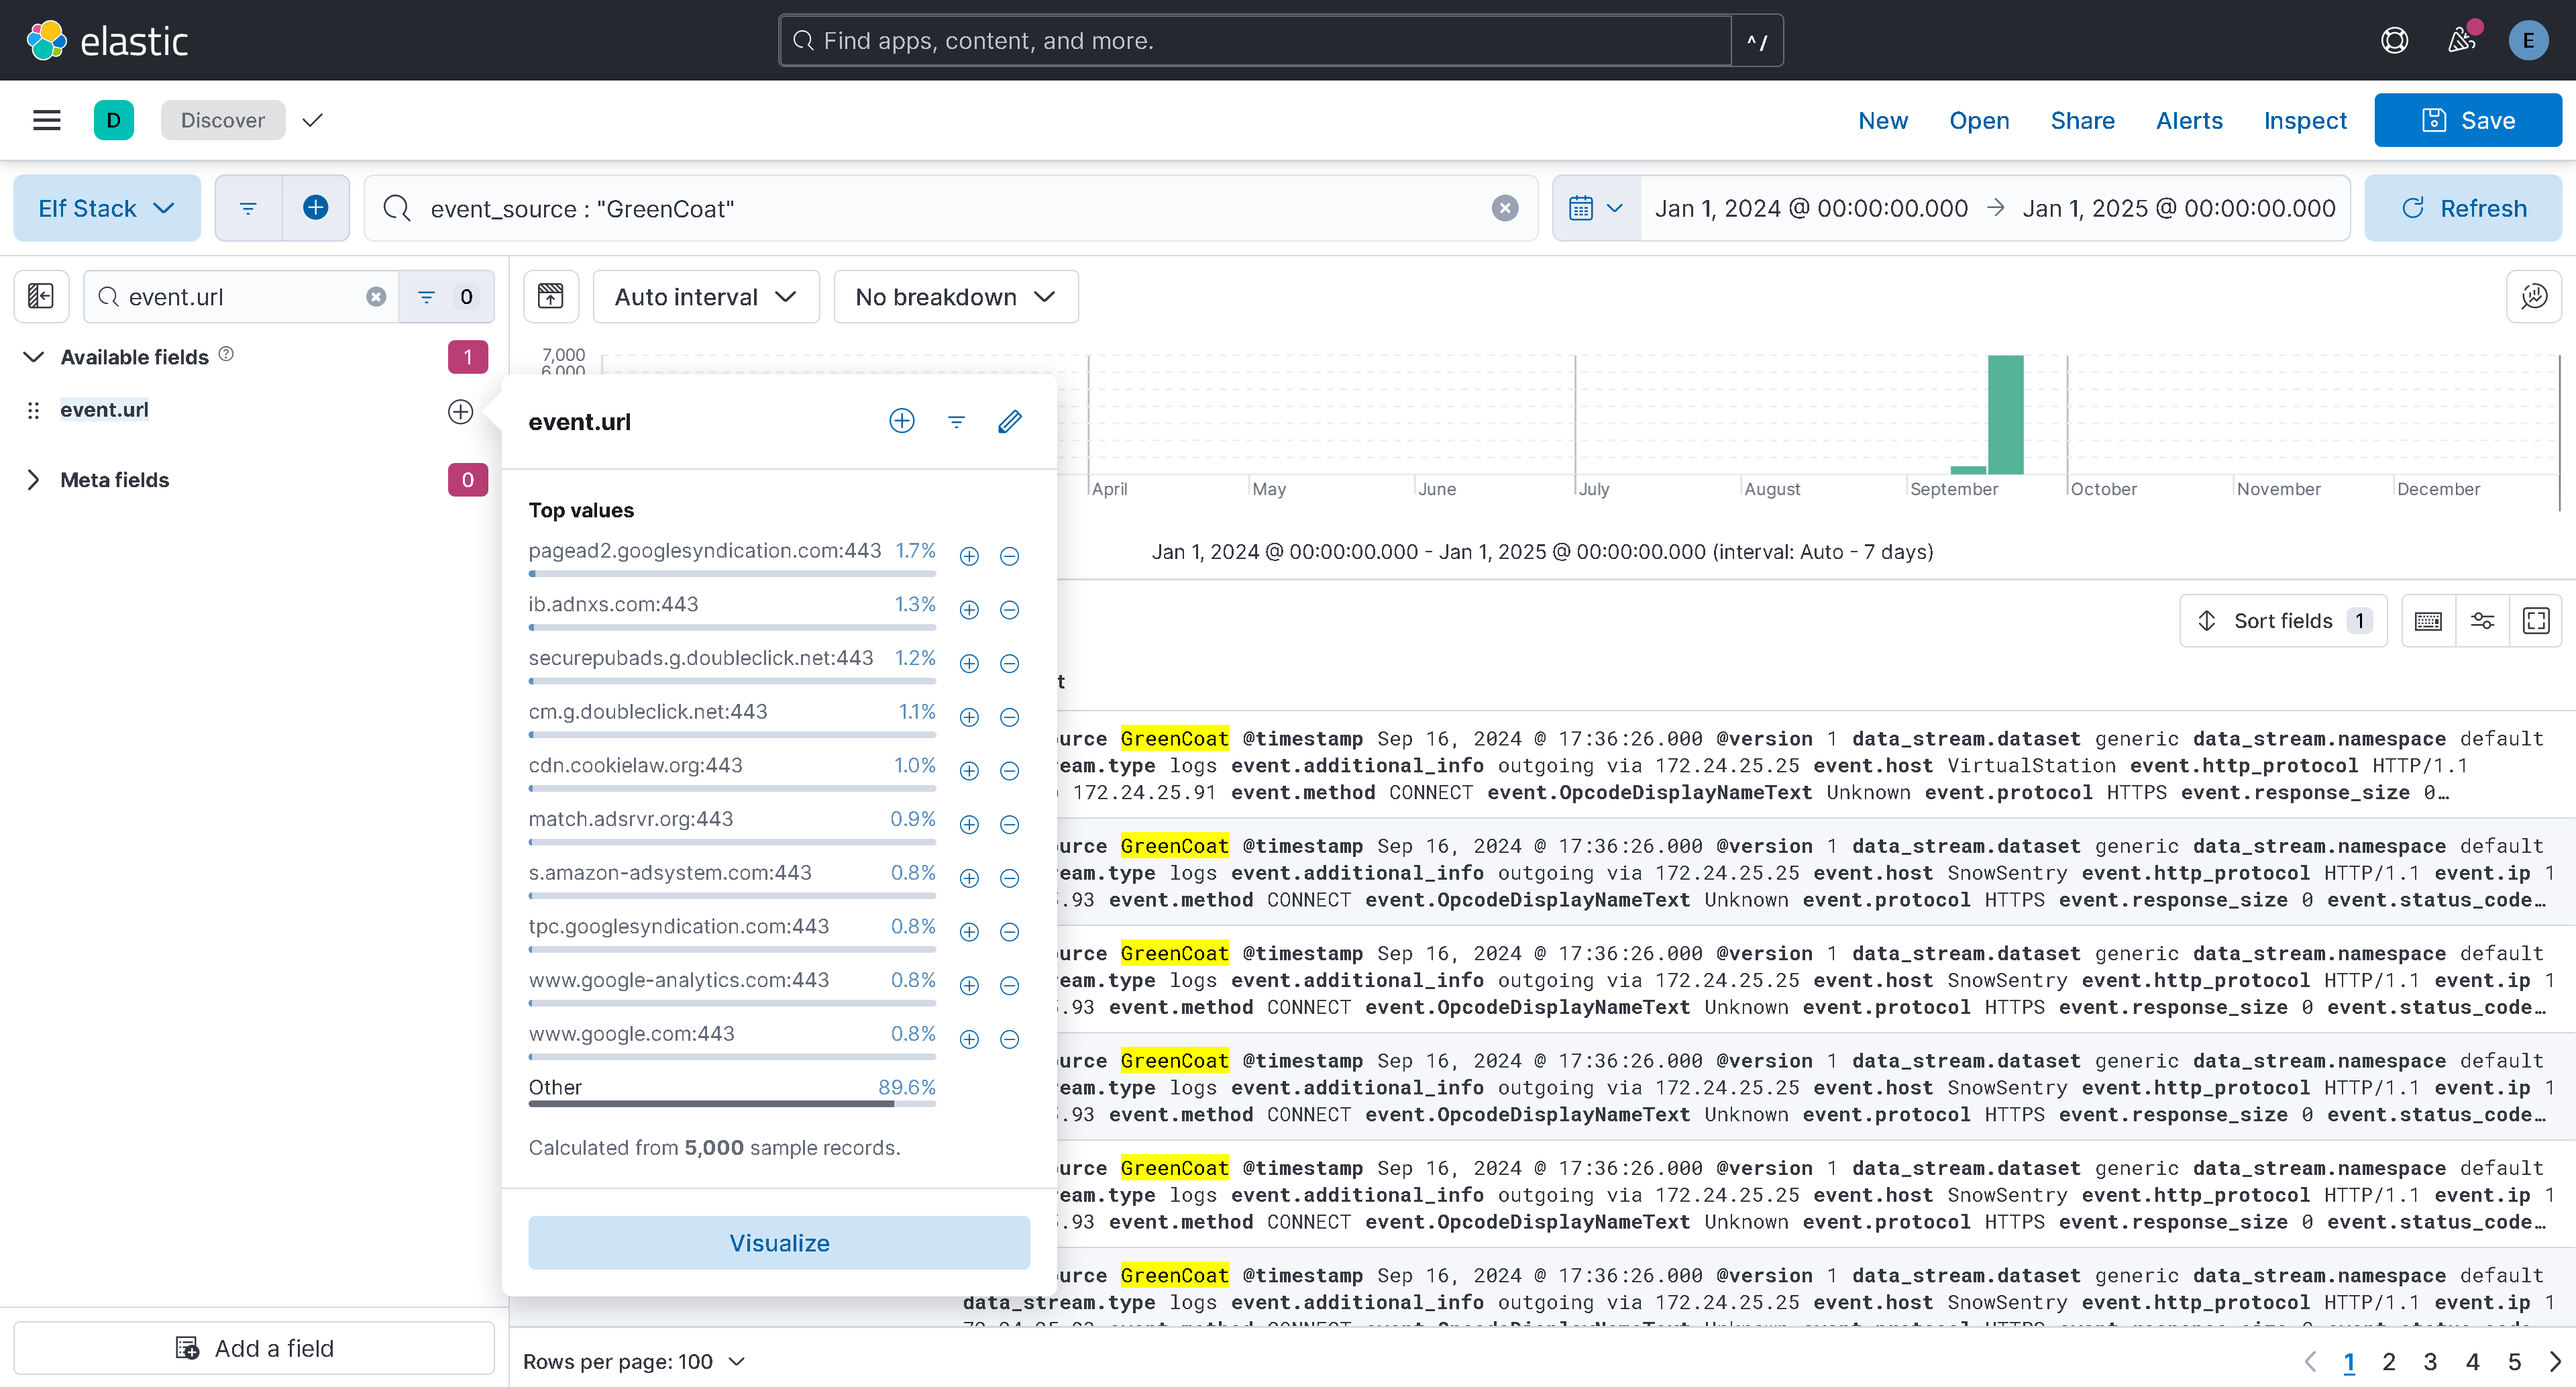 elastic
Find apps, content, and more.
^ /
E
D
Discover
New
Open
Share
Alerts
Inspect
Save
Elf Stack
event_source : "GreenCoat"
Jan 1, 2024 @ 00:00:00.000 → Jan 1, 2025 @ 00:00:00.000
Refresh
event.url
0
Available fields
1
event.url
Meta fields
0
Add a field
Auto interval
No breakdown
7,000
6,000
April
May
June
July
August
September
October
November
December
Jan 1, 2024 @ 00:00:00.000 - Jan 1, 2025 @ 00:00:00.000 (interval: Auto - 7 days)
event.url
Top values
pagead2.googlesyndication.com:443 1.7%
ib.adnxs.com:443 1.3%
securepubads.g.doubleclick.net:443 1.2%
cm.g.doubleclick.net:443 1.1%
cdn.cookielaw.org:443 1.0%
match.adsrvr.org:443 0.9%
s.amazon-adsystem.com:443 0.8%
tpc.googlesyndication.com:443 0.8%
www.google-analytics.com:443 0.8%
www.google.com:443 0.8%
Other 89.6%
Calculated from 5,000 sample records.
Visualize
Sort fields 1
t
urce GreenCoat @timestamp Sep 16, 2024 @ 17:36:26.000 @version 1 data_stream.dataset generic data_stream.namespace default
eam.type logs event.additional_info outgoing via 172.24.25.25 event.host VirtualStation event.http_protocol HTTP/1.1
172.24.25.91 event.method CONNECT event.OpcodeDisplayNameText Unknown event.protocol HTTPS event.response_size 0…
urce GreenCoat @timestamp Sep 16, 2024 @ 17:36:26.000 @version 1 data_stream.dataset generic data_stream.namespace default
eam.type logs event.additional_info outgoing via 172.24.25.25 event.host SnowSentry event.http_protocol HTTP/1.1 event.ip 1
.93 event.method CONNECT event.OpcodeDisplayNameText Unknown event.protocol HTTPS event.response_size 0 event.status_code…
urce GreenCoat @timestamp Sep 16, 2024 @ 17:36:26.000 @version 1 data_stream.dataset generic data_stream.namespace default
eam.type logs event.additional_info outgoing via 172.24.25.25 event.host SnowSentry event.http_protocol HTTP/1.1 event.ip 1
.93 event.method CONNECT event.OpcodeDisplayNameText Unknown event.protocol HTTPS event.response_size 0 event.status_code…
urce GreenCoat @timestamp Sep 16, 2024 @ 17:36:26.000 @version 1 data_stream.dataset generic data_stream.namespace default
eam.type logs event.additional_info outgoing via 172.24.25.25 event.host SnowSentry event.http_protocol HTTP/1.1 event.ip 1
.93 event.method CONNECT event.OpcodeDisplayNameText Unknown event.protocol HTTPS event.response_size 0 event.status_code…
urce GreenCoat @timestamp Sep 16, 2024 @ 17:36:26.000 @version 1 data_stream.dataset generic data_stream.namespace default
eam.type logs event.additional_info outgoing via 172.24.25.25 event.host SnowSentry event.http_protocol HTTP/1.1 event.ip 1
.93 event.method CONNECT event.OpcodeDisplayNameText Unknown event.protocol HTTPS event.response_size 0 event.status_code…
urce GreenCoat @timestamp Sep 16, 2024 @ 17:36:26.000 @version 1 data_stream.dataset generic data_stream.namespace default
data_stream.type logs event.additional_info outgoing via 172.24.25.25 event.host SnowSentry event.http_protocol HTTP/1.1 event.ip 1
Rows per page: 100
1 2 3 4 5